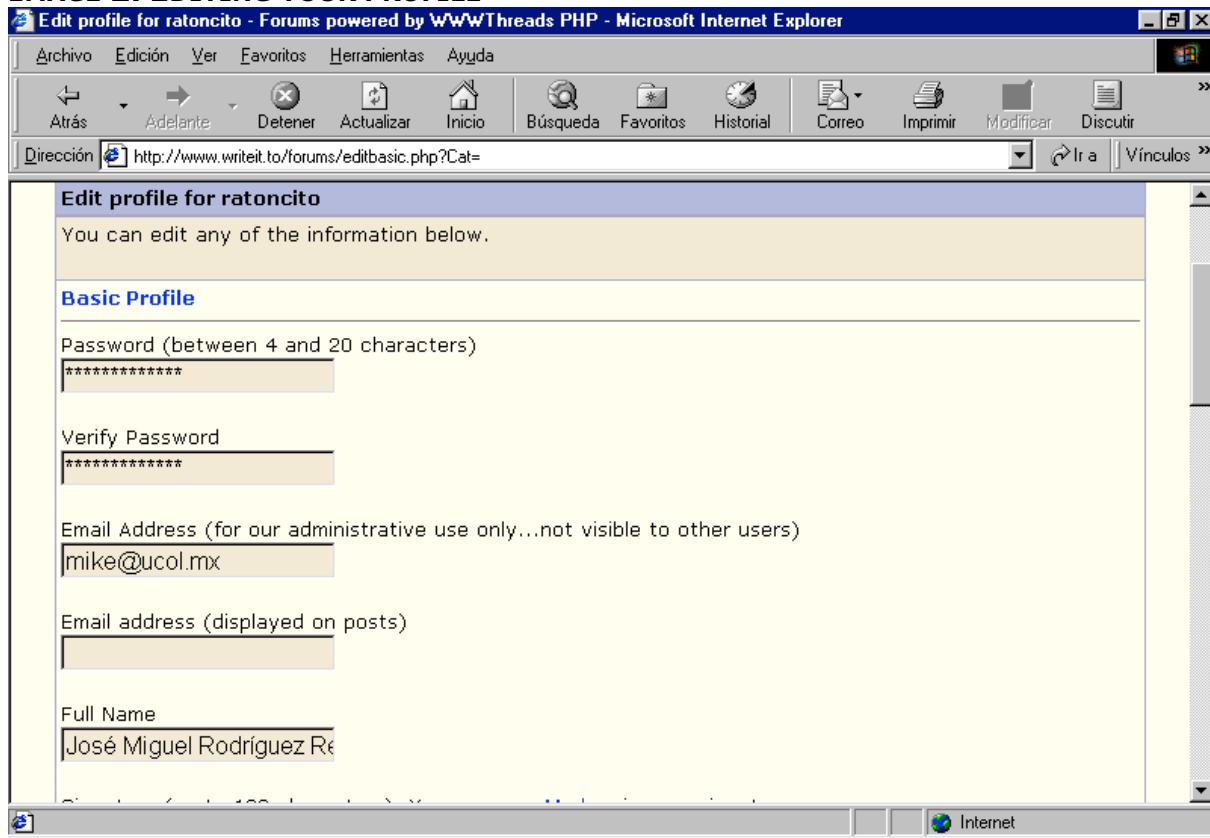 Edit profile for ratoncito - Forums powered by WWWThreads PHP - Microsoft Internet Explorer
Archivo Edición Ver Favoritos Herramientas Ayuda
Atrás Adelante Detener Actualizar Inicio Búsqueda Favoritos Historial Correo Imprimir Modificar Discutir »
Dirección http://www.writeit.to/forums/editbasic.php?Cat= Ir a Vínculos »
Edit profile for ratoncito
You can edit any of the information below.
Basic Profile
Password (between 4 and 20 characters)
*************
Verify Password
*************
Email Address (for our administrative use only...not visible to other users)
mike@ucol.mx
Email address (displayed on posts)
Full Name
José Miguel Rodríguez Re
Internet